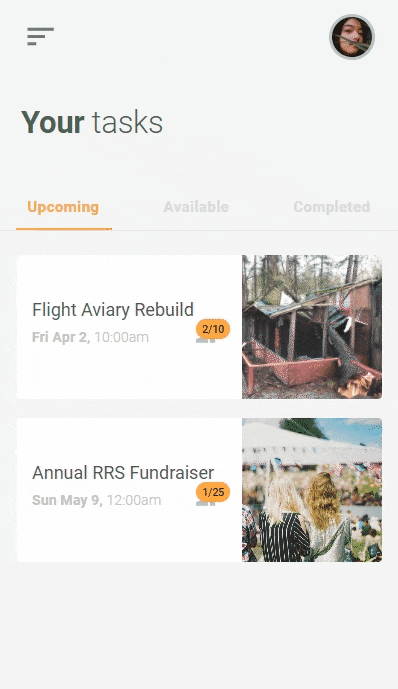 Your tasks
Upcoming Available Completed
Flight Aviary Rebuild
2/10
Fri Apr 2, 10:00am
Annual RRS Fundraiser
1/25
Sun May 9, 12:00am